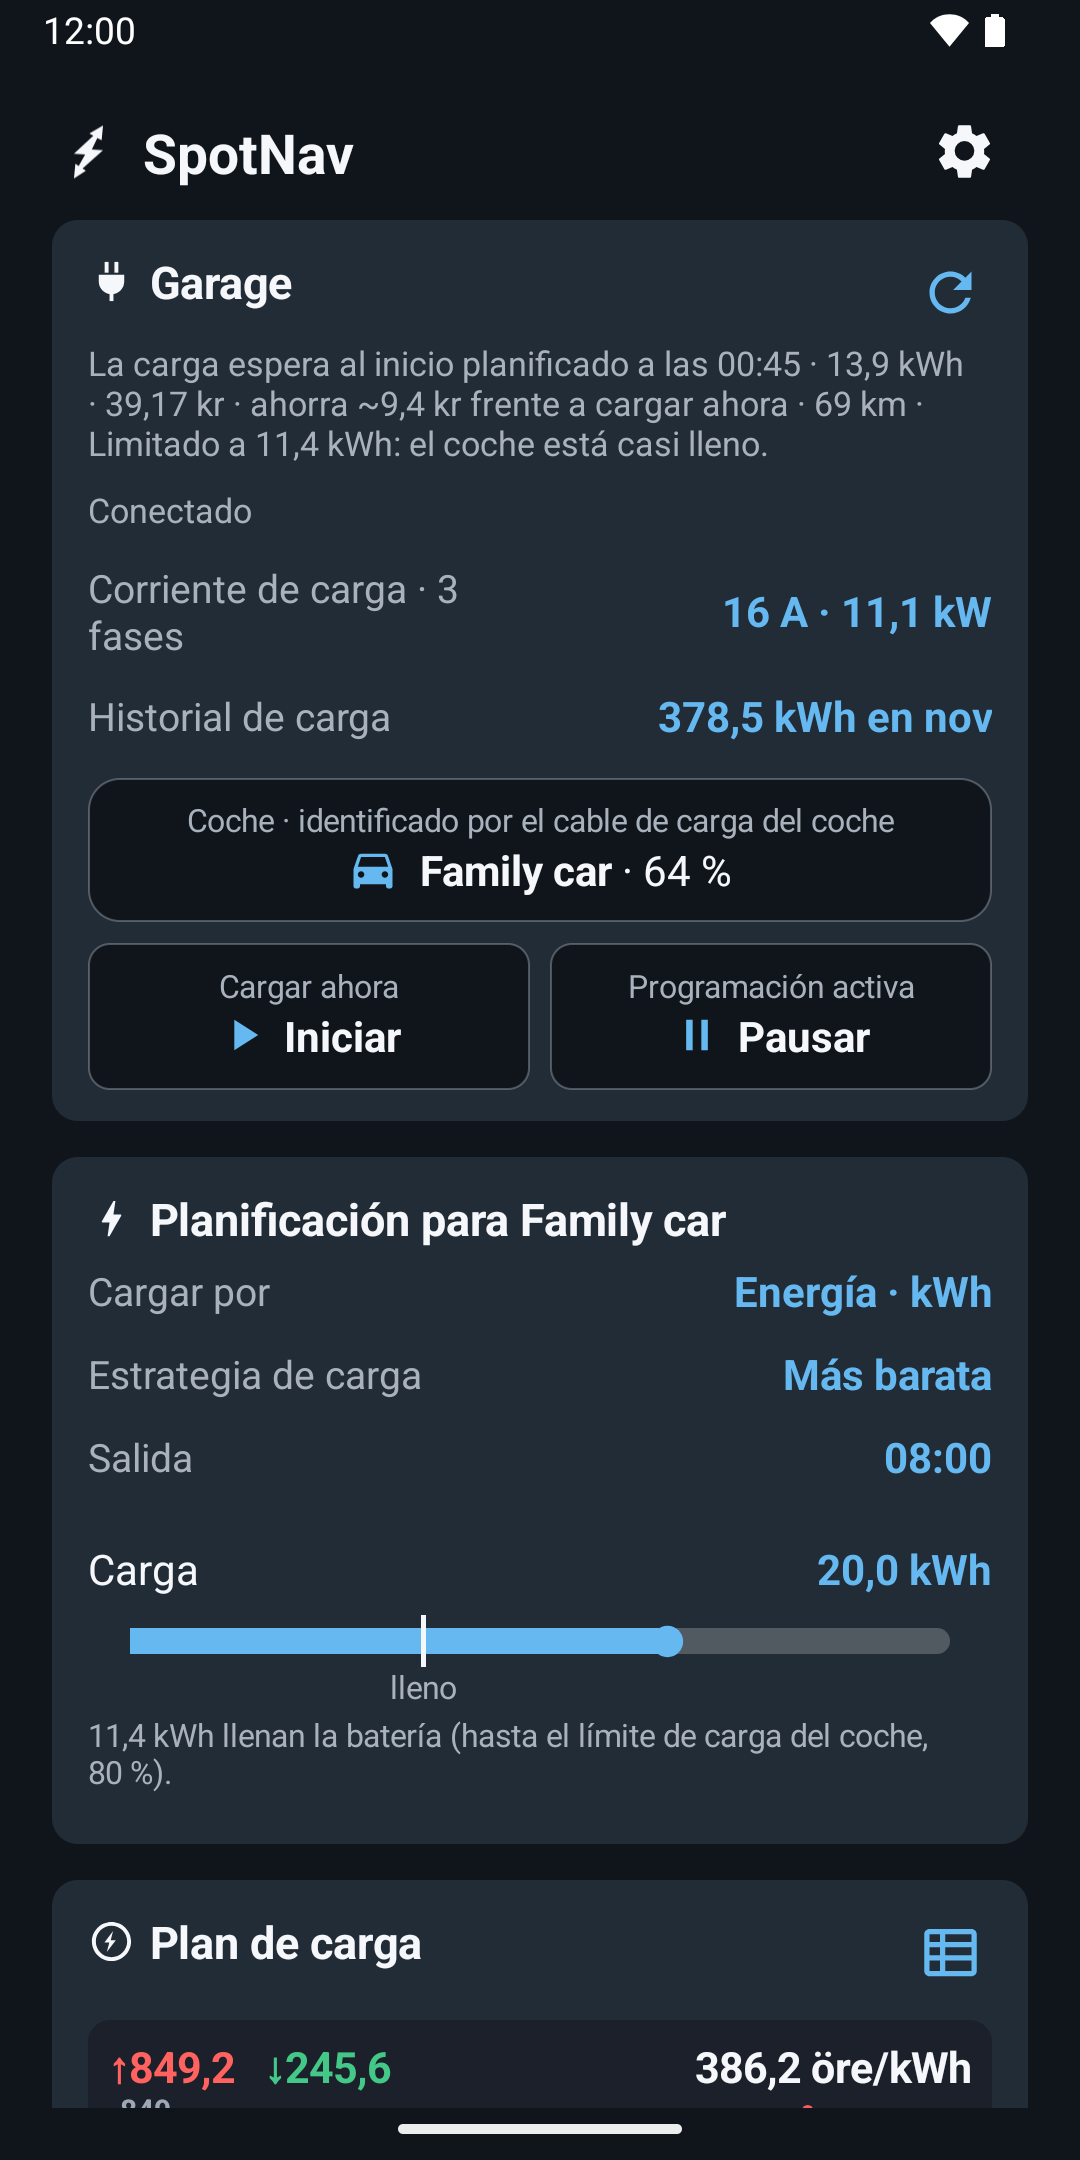 12:00
SpotNav
Garage
La carga espera al inicio planificado a las 00:45 · 13,9 kWh
· 39,17 kr · ahorra ~9,4 kr frente a cargar ahora · 69 km ·
Limitado a 11,4 kWh: el coche está casi lleno.
Conectado
Corriente de carga · 3
fases
16 A · 11,1 kW
Historial de carga
378,5 kWh en nov
Coche · identificado por el cable de carga del coche
Family car · 64 %
Cargar ahora
Iniciar
Programación activa
Pausar
Planificación para Family car
Cargar por
Energía · kWh
Estrategia de carga
Más barata
Salida
08:00
Carga
20,0 kWh
lleno
11,4 kWh llenan la batería (hasta el límite de carga del coche,
80 %).
Plan de carga
↑849,2 ↓245,6
386,2 öre/kWh